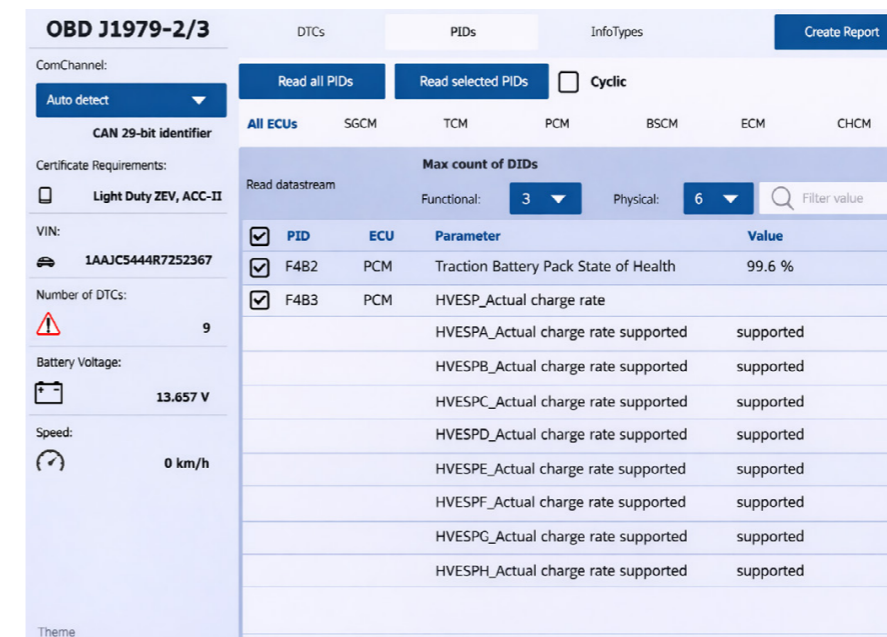 OBD J1979-2/3
DTCs
PIDs
InfoTypes
Create Report
ComChannel:
Auto detect
CAN 29-bit identifier
Certificate Requirements:
Light Duty ZEV, ACC-II
VIN:
1AAJC5444R7252367
Number of DTCs:
9
Battery Voltage:
13.657 V
Speed:
0 km/h
Theme
Read all PIDs
Read selected PIDs
Cyclic
All ECUs SGCM TCM PCM BSCM ECM CHCM
Max count of DIDs
Read datastream
Functional: 3 Physical: 6 Filter value
PID ECU Parameter Value
F4B2 PCM Traction Battery Pack State of Health 99.6 %
F4B3 PCM HVESP_Actual charge rate
HVESPA_Actual charge rate supported supported
HVESPB_Actual charge rate supported supported
HVESPC_Actual charge rate supported supported
HVESPD_Actual charge rate supported supported
HVESPE_Actual charge rate supported supported
HVESPF_Actual charge rate supported supported
HVESPG_Actual charge rate supported supported
HVESPH_Actual charge rate supported supported